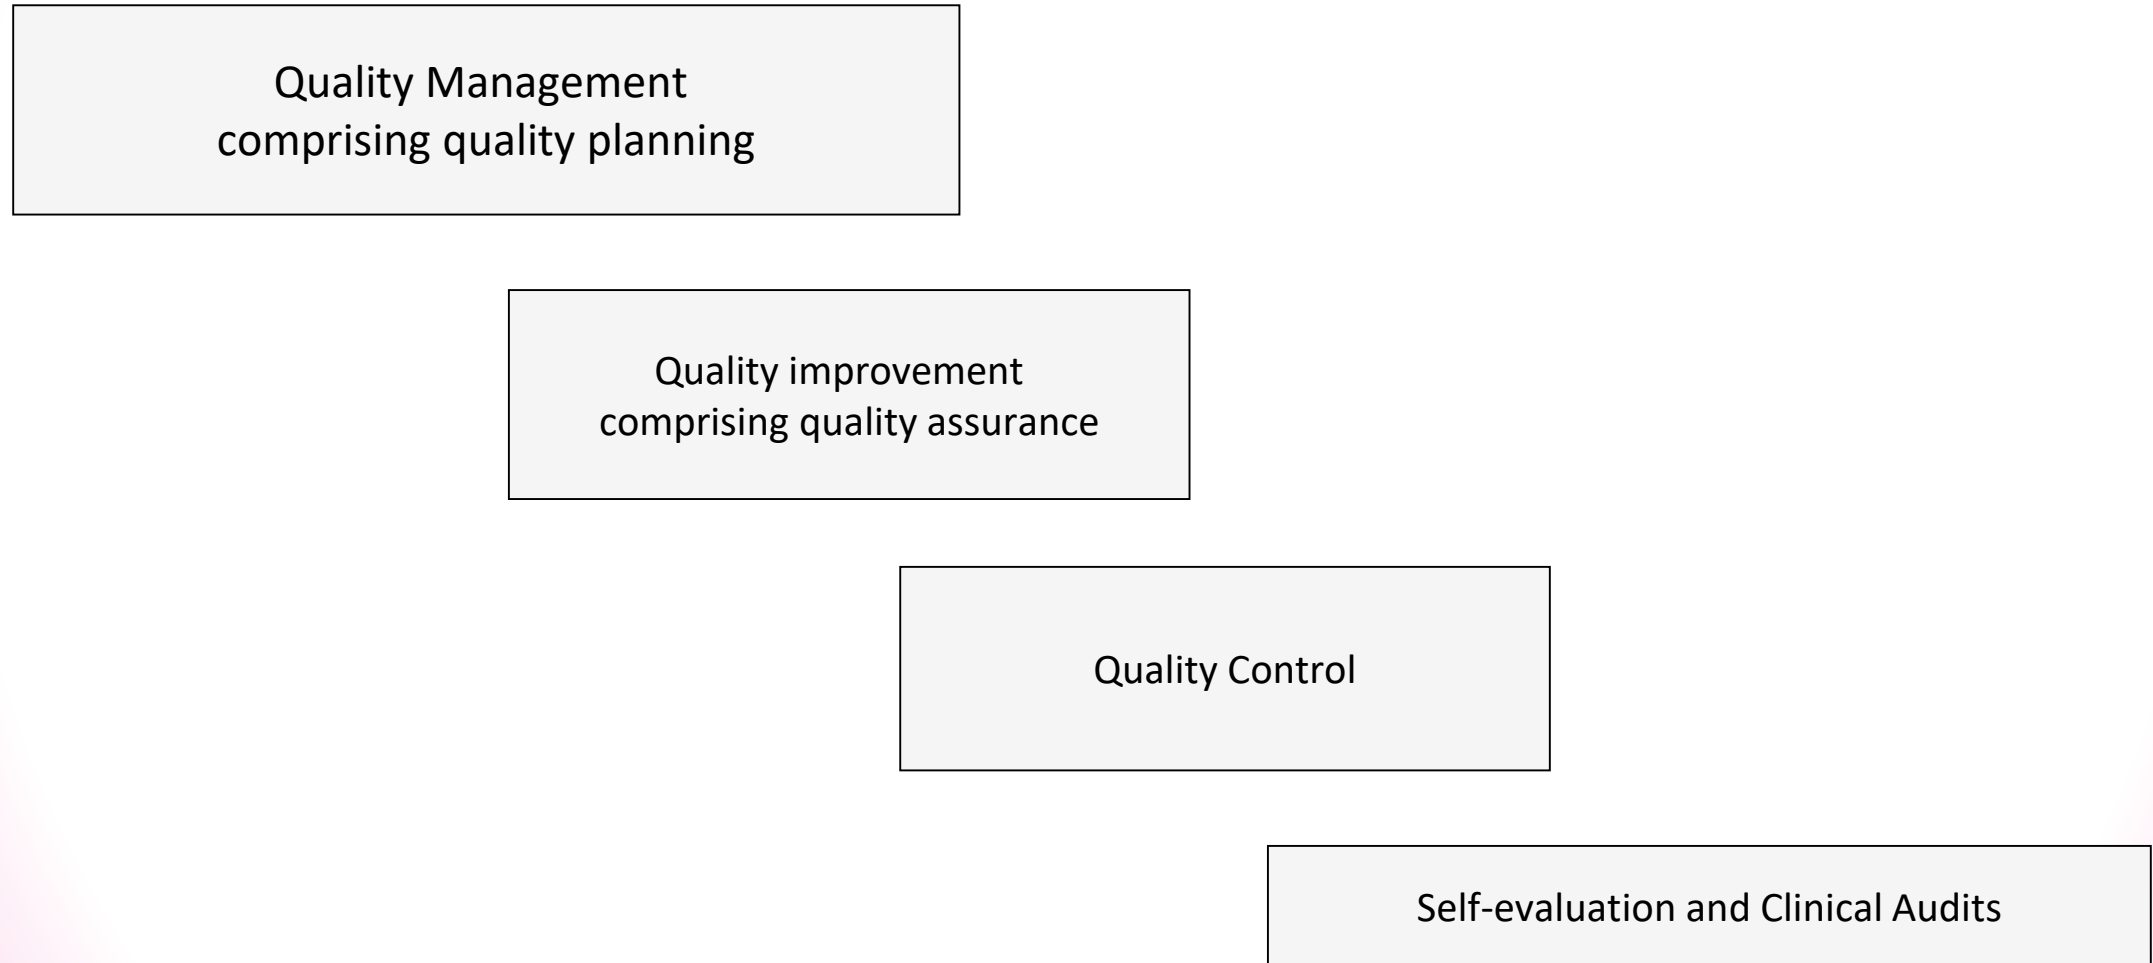 Quality Management
comprising quality planning
Quality improvement
comprising quality assurance
Quality Control
Self-evaluation and Clinical Audits